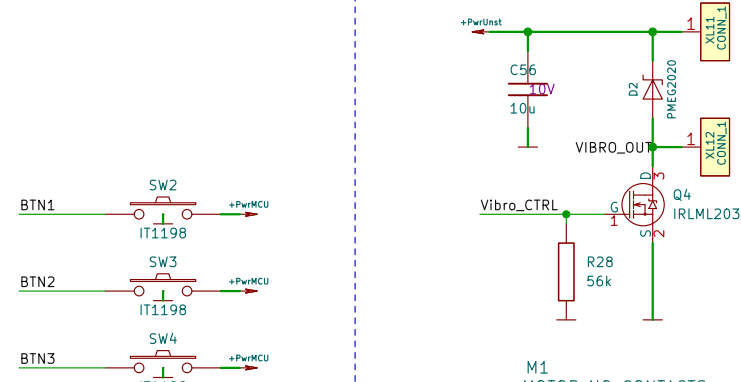 BTN1
SW2
+PwrMCU
IT1198
BTN2
SW3
+PwrMCU
IT1198
BTN3
SW4
+PwrMCU
+PwrUnst
C56
10V
10u
D2
PMEG2020
1
XL11
CONN_1
VIBRO_OUT
1
XL12
CONN_1
Vibro_CTRL
G
1
D
3
S
2
Q4
IRLML203
R28
56k
M1